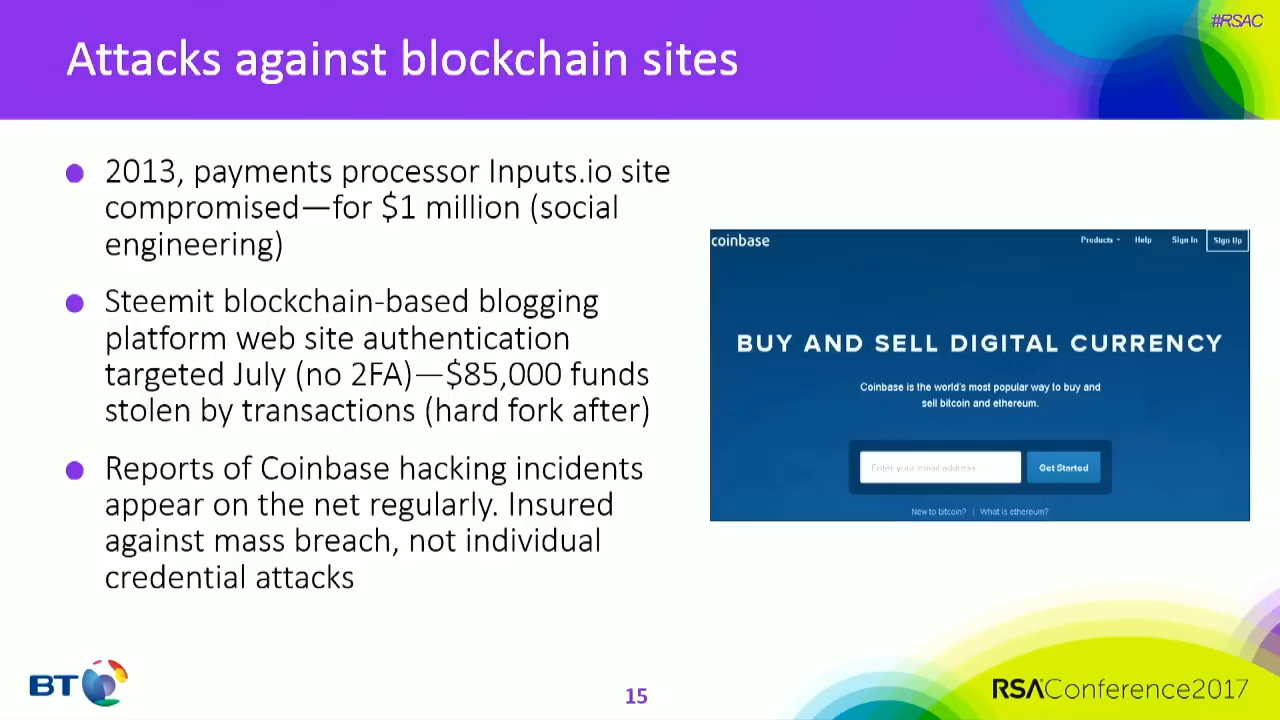 #RSAC
Attacks against blockchain sites
2013, payments processor Inputs.io site
compromised—for $1 million (social
engineering)
Steemit blockchain-based blogging
platform web site authentication
targeted July (no 2FA)—$85,000 funds
stolen by transactions (hard fork after)
Reports of Coinbase hacking incidents
appear on the net regularly. Insured
against mass breach, not individual
credential attacks
coinbase
Products Help Sign In Sign Up
BUY AND SELL DIGITAL CURRENCY
Coinbase is the world's most popular way to buy and
sell bitcoin and ethereum.
Enter your email address
Get Started
New to bitcoin? | What is ethereum?
BT
15
RSAConference2017